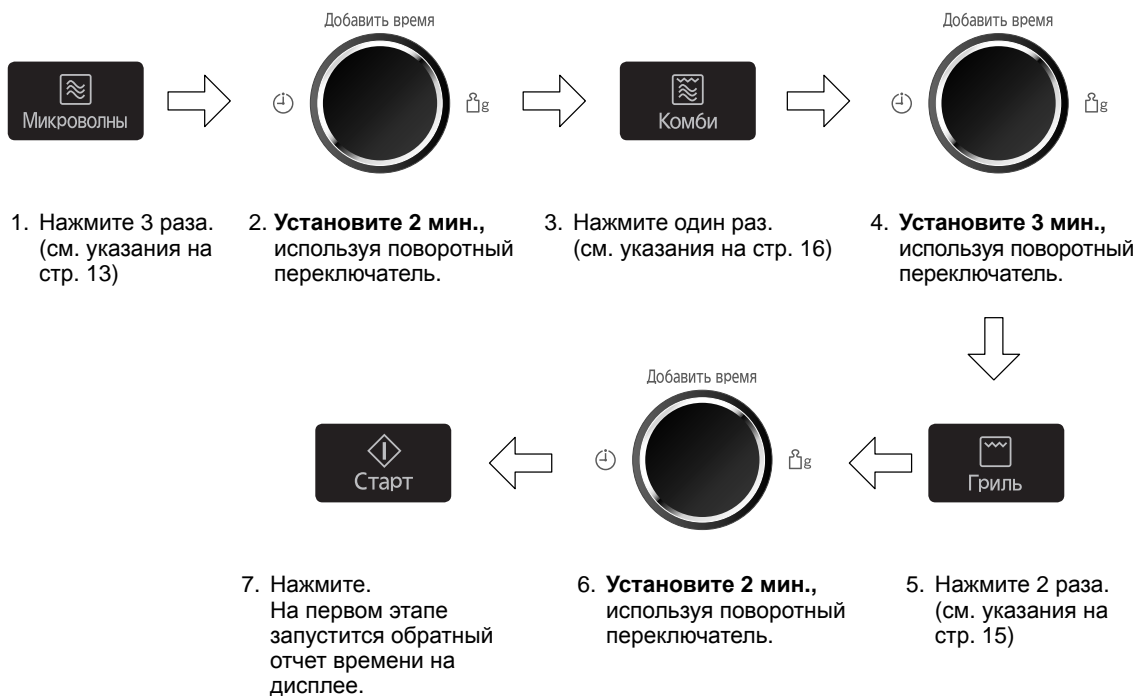 Добавить время
g
Микроволны
1. Нажмите 3 раза.
(см. указания на
стр. 13)
2. Установите 2 мин.,
используя поворотный
переключатель.
Комби
3. Нажмите один раз.
(см. указания на стр. 16)
Добавить время
g
4. Установите 3 мин.,
используя поворотный
переключатель.
Гриль
5. Нажмите 2 раза.
(см. указания на
стр. 15)
Добавить время
g
6. Установите 2 мин.,
используя поворотный
переключатель.
Старт
7. Нажмите.
На первом этапе
запустится обратный
отчет времени на
дисплее.